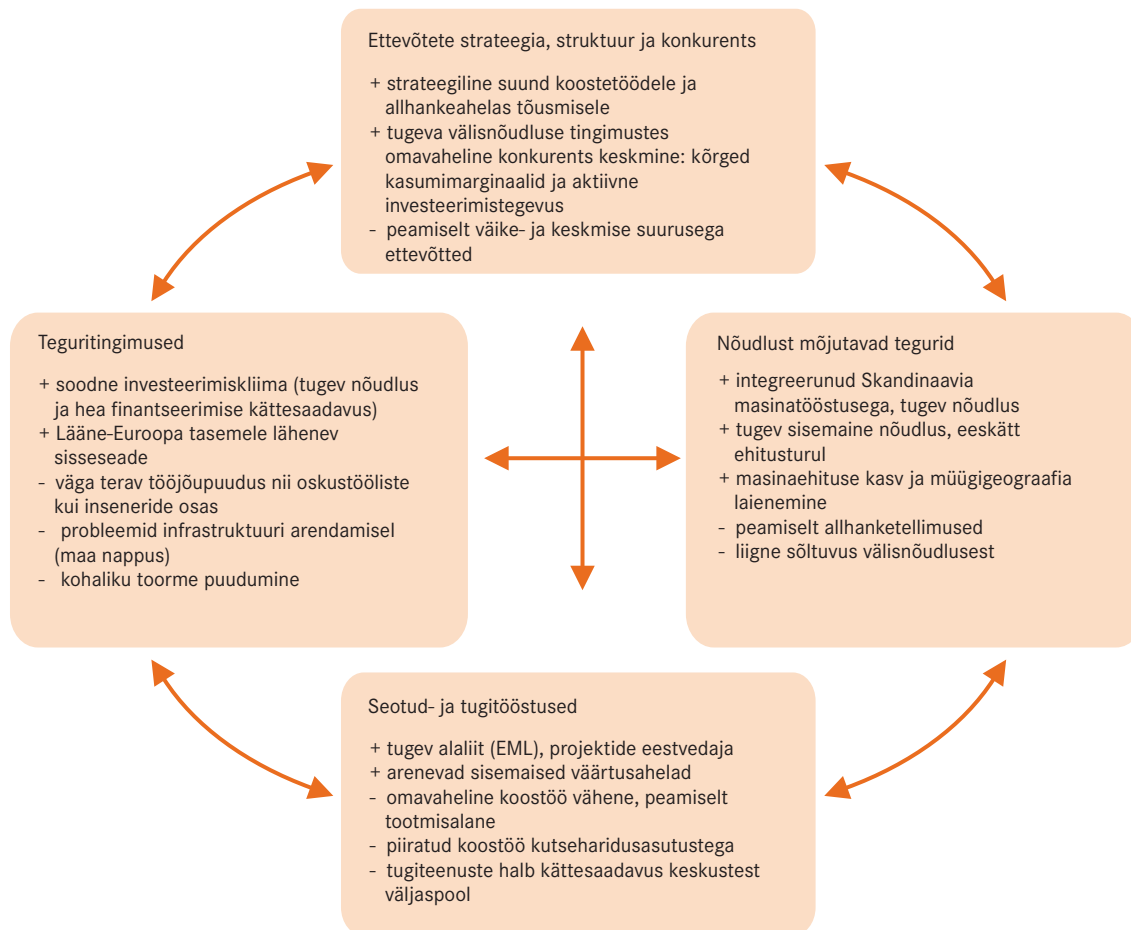 Ettevõtete strateegia, struktuur ja konkurents
+ strateegiline suund koostetöödele ja
allhankeahelas tõusmisele
+ tugeva välisnõudluse tingimustes
omavaheline konkurents keskmine: kõrged
kasumimarginaalid ja aktiivne
investeerimistegevus
- peamiselt väike- ja keskmise suurusega
ettevõtted
Teguritingimused
+ soodne investeerimiskliima (tugev nõudlus
ja hea finantseerimise kättesaadavus)
+ Lääne-Euroopa tasemele lähenev
sisseseade
- väga terav tööjõupuudus nii oskustööliste
kui inseneride osas
- probleemid infrastruktuuri arendamisel
(maa nappus)
- kohaliku toorme puudumine
Nõudlust mõjutavad tegurid
+ integreerunud Skandinaavia
masinatööstusega, tugev nõudlus
+ tugev sisemaine nõudlus, eeskätt
ehitusturul
+ masinaehituse kasv ja müügigeograafia
laienemine
- peamiselt allhanketellimused
- liigne sõltuvus välisnõudlusest
Seotud- ja tugitööstused
+ tugev alaliit (EML), projektide eestvedaja
+ arenevad sisemaised väärtusahelad
- omavaheline koostöö vähene, peamiselt
tootmisalane
- piiratud koostöö kutseharidusasutustega
- tugiteenuste halb kättesaadavus keskustest
väljaspool